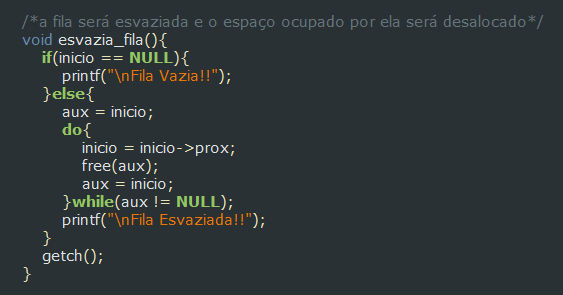 /*a fila será esvaziada e o espaço ocupado por ela será desalocado*/
void esvazia_fila(){
if(inicio == NULL){
printf("\nFila Vazia!!");
}else{
aux = inicio;
do{
inicio = inicio->prox;
free(aux);
aux = inicio;
}while(aux != NULL);
printf("\nFila Esvaziada!!");
}
getch();
}